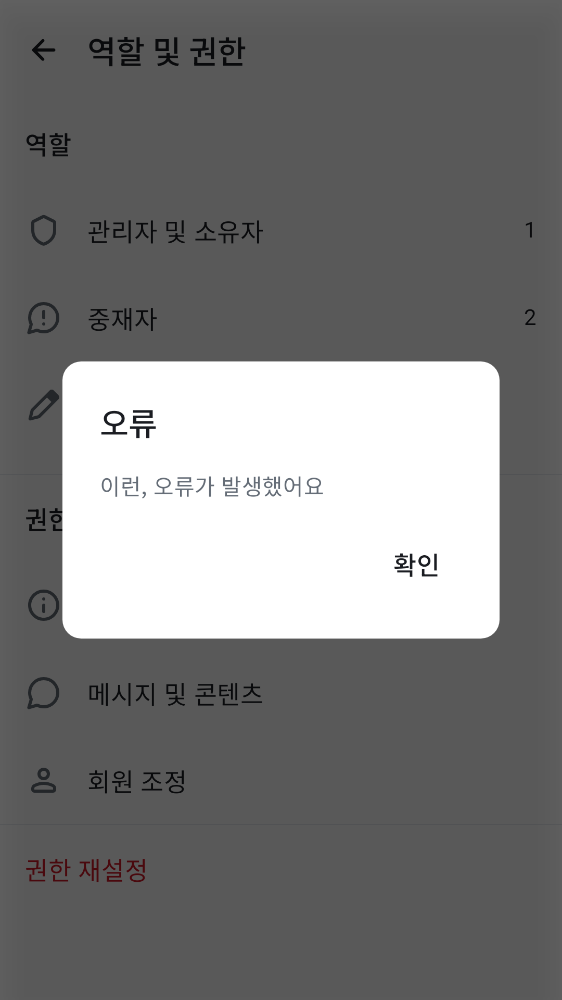 역할 및 권한
역할
관리자 및 소유자 1
중재자 2
오류
이런, 오류가 발생했어요
확인
메시지 및 콘텐츠
회원 조정
권한 재설정